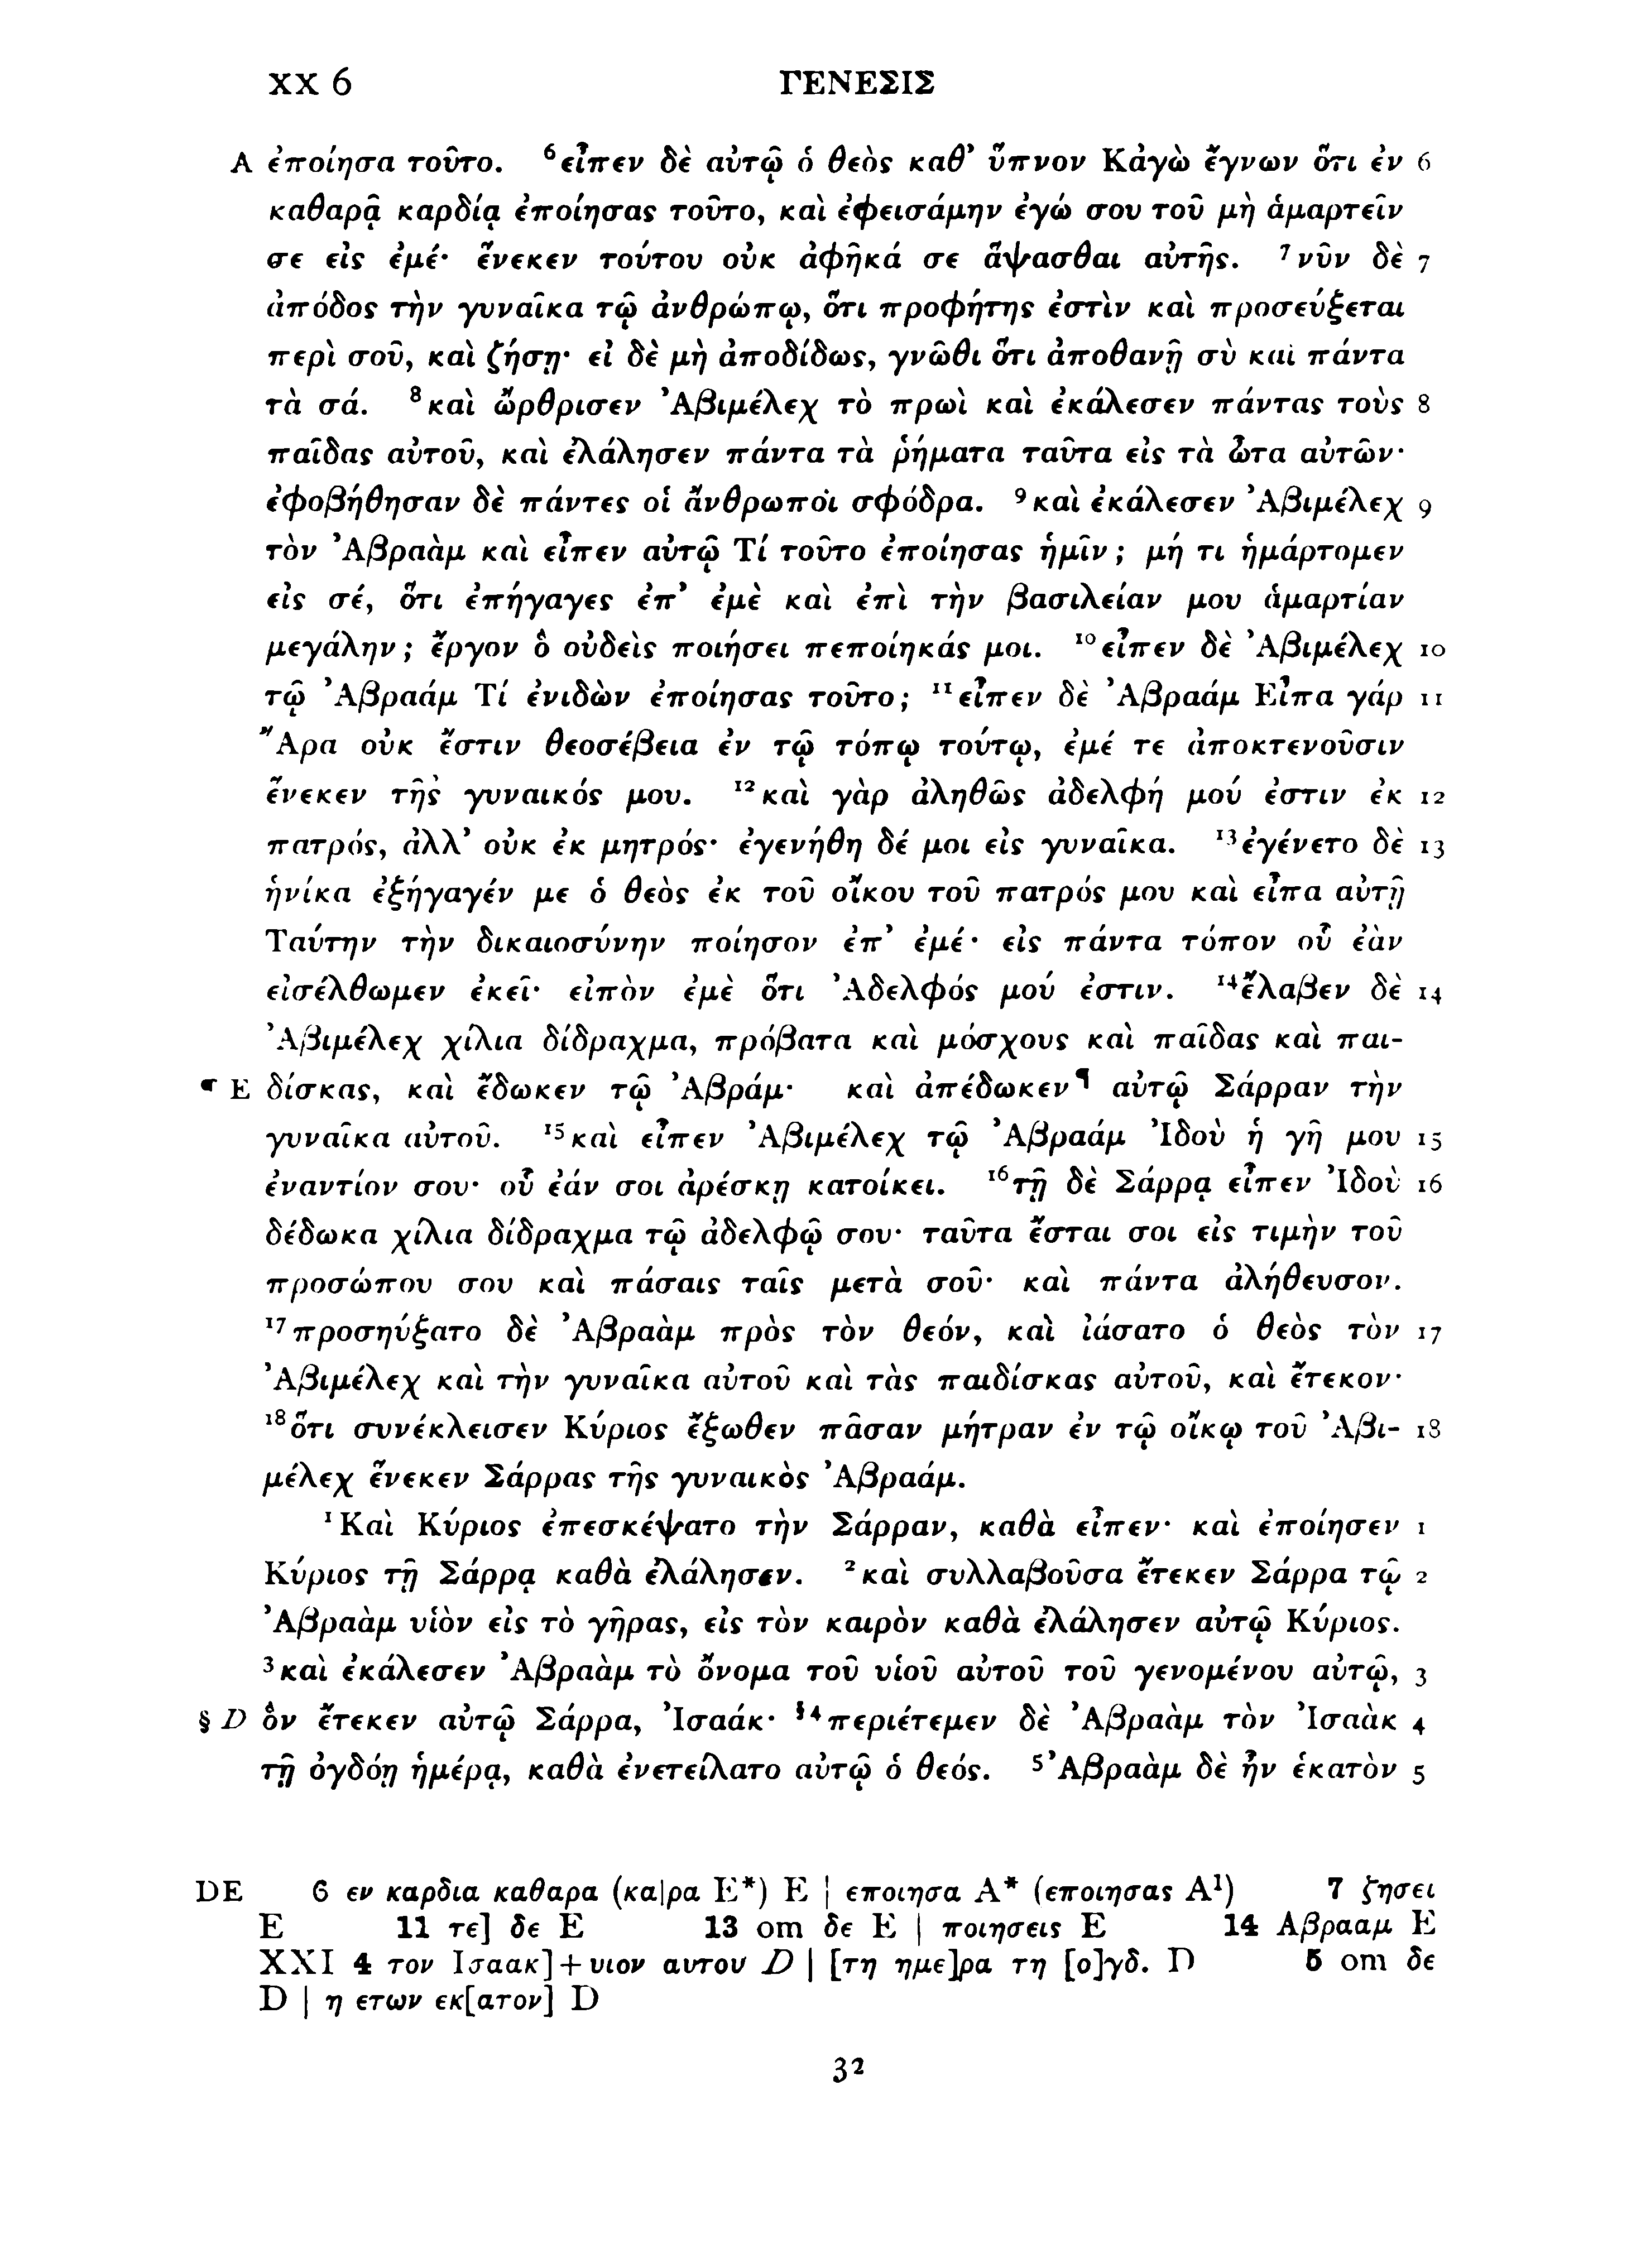 XX 6 ΓΕΝΕΣΙΣ
A ἐποίησα τοῦτο. ⁶εἶπεν δὲ αὐτῷ ὁ θεὸς καθ’ ὕπνον Κἀγὼ ἔγνων ὅτι ἐν 6
καθαρᾷ καρδίᾳ ἐποίησας τοῦτο, καὶ ἐφεισάμην ἐγώ σου τοῦ μὴ ἁμαρτεῖν
σε εἰς ἐμέ· ἕνεκεν τούτου οὐκ ἀφῆκά σε ἅψασθαι αὐτῆς. ⁷νῦν δὲ 7
ἀπόδος τὴν γυναῖκα τῷ ἀνθρώπῳ, ὅτι προφήτης ἐστὶν καὶ προσεύξεται
περὶ σοῦ, καὶ ζήσῃ· εἰ δὲ μὴ ἀποδίδως, γνῶθι ὅτι ἀποθανῇ σὺ καὶ πάντα
τὰ σά. ⁸καὶ ὤρθρισεν Ἀβιμέλεχ τὸ πρωὶ καὶ ἐκάλεσεν πάντας τοὺς 8
παῖδας αὐτοῦ, καὶ ἐλάλησεν πάντα τὰ ῥήματα ταῦτα εἰς τὰ ὦτα αὐτῶν·
ἐφοβήθησαν δὲ πάντες οἱ ἄνθρωποι σφόδρα. ⁹καὶ ἐκάλεσεν Ἀβιμέλεχ 9
τὸν Ἀβραὰμ καὶ εἶπεν αὐτῷ Τί τοῦτο ἐποίησας ἡμῖν; μή τι ἡμάρτομεν
εἰς σέ, ὅτι ἐπήγαγες ἐπ’ ἐμὲ καὶ ἐπὶ τὴν βασιλείαν μου ἁμαρτίαν
μεγάλην; ἔργον ὃ οὐδεὶς ποιήσει πεποίηκάς μοι. ¹⁰εἶπεν δὲ Ἀβιμέλεχ 10
τῷ Ἀβραάμ Τί ἐνιδὼν ἐποίησας τοῦτο; ¹¹εἶπεν δὲ Ἀβραάμ Εἶπα γάρ 11
Ἄρα οὐκ ἔστιν θεοσέβεια ἐν τῷ τόπῳ τούτῳ, ἐμέ τε ἀποκτενοῦσιν
ἕνεκεν τῆς γυναικός μου. ¹²καὶ γὰρ ἀληθῶς ἀδελφή μού ἐστιν ἐκ 12
πατρός, ἀλλ’ οὐκ ἐκ μητρός· ἐγενήθη δέ μοι εἰς γυναῖκα. ¹³ἐγένετο δὲ 13
ἡνίκα ἐξήγαγέν με ὁ θεὸς ἐκ τοῦ οἴκου τοῦ πατρός μου καὶ εἶπα αὐτῇ
Ταύτην τὴν δικαιοσύνην ποίησον ἐπ’ ἐμέ· εἰς πάντα τόπον οὗ ἐὰν
εἰσέλθωμεν ἐκεῖ· εἰπὸν ἐμὲ ὅτι Ἀδελφός μού ἐστιν. ¹⁴ἔλαβεν δὲ 14
Ἀβιμέλεχ χίλια δίδραχμα, πρόβατα καὶ μόσχους καὶ παῖδας καὶ παι-
¶ E δίσκας, καὶ ἔδωκεν τῷ Ἀβράμ· καὶ ἀπέδωκεν¶ αὐτῷ Σάρραν τὴν
γυναῖκα αὐτοῦ. ¹⁵καὶ εἶπεν Ἀβιμέλεχ τῷ Ἀβραάμ Ἰδοὺ ἡ γῆ μου 15
ἐναντίον σου· οὗ ἐάν σοι ἀρέσκῃ κατοίκει. ¹⁶τῇ δὲ Σάρρᾳ εἶπεν Ἰδοὺ 16
δέδωκα χίλια δίδραχμα τῷ ἀδελφῷ σου· ταῦτα ἔσται σοι εἰς τιμὴν τοῦ
προσώπου σου καὶ πάσαις ταῖς μετὰ σοῦ· καὶ πάντα ἀλήθευσον.
¹⁷προσηύξατο δὲ Ἀβραὰμ πρὸς τὸν θεόν, καὶ ἰάσατο ὁ θεὸς τὸν 17
Ἀβιμέλεχ καὶ τὴν γυναῖκα αὐτοῦ καὶ τὰς παιδίσκας αὐτοῦ, καὶ ἔτεκον·
¹⁸ὅτι συνέκλεισεν Κύριος ἔξωθεν πᾶσαν μήτραν ἐν τῷ οἴκῳ τοῦ Ἀβι- 18
μέλεχ ἕνεκεν Σάρρας τῆς γυναικὸς Ἀβραάμ.
¹Καὶ Κύριος ἐπεσκέψατο τὴν Σάρραν, καθὰ εἶπεν· καὶ ἐποίησεν 1
Κύριος τῇ Σάρρᾳ καθὰ ἐλάλησεν. ²καὶ συλλαβοῦσα ἔτεκεν Σάρρα τῷ 2
Ἀβραὰμ υἱὸν εἰς τὸ γῆρας, εἰς τὸν καιρὸν καθὰ ἐλάλησεν αὐτῷ Κύριος.
³καὶ ἐκάλεσεν Ἀβραὰμ τὸ ὄνομα τοῦ υἱοῦ αὐτοῦ τοῦ γενομένου αὐτῷ, 3
§ D ὃν ἔτεκεν αὐτῷ Σάρρα, Ἰσαάκ· §⁴περιέτεμεν δὲ Ἀβραὰμ τὸν Ἰσαὰκ 4
τῇ ὀγδόῃ ἡμέρᾳ, καθὰ ἐνετείλατο αὐτῷ ὁ θεός. ⁵Ἀβραὰμ δὲ ἦν ἑκατὸν 5
DE 6 εν καρδια καθαρα (κα|ρα E*) E | εποιησα A* (εποιησας A¹) 7 ζησει
E 11 τε] δε E 13 om δε E | ποιησεις E 14 Αβρααμ E
XXI 4 τον Ισαακ]+υιον αυτου D | [τη ημε]ρα τη [ο]γδ. D 5 om δε
D | η ετων εκ[ατον] D
32